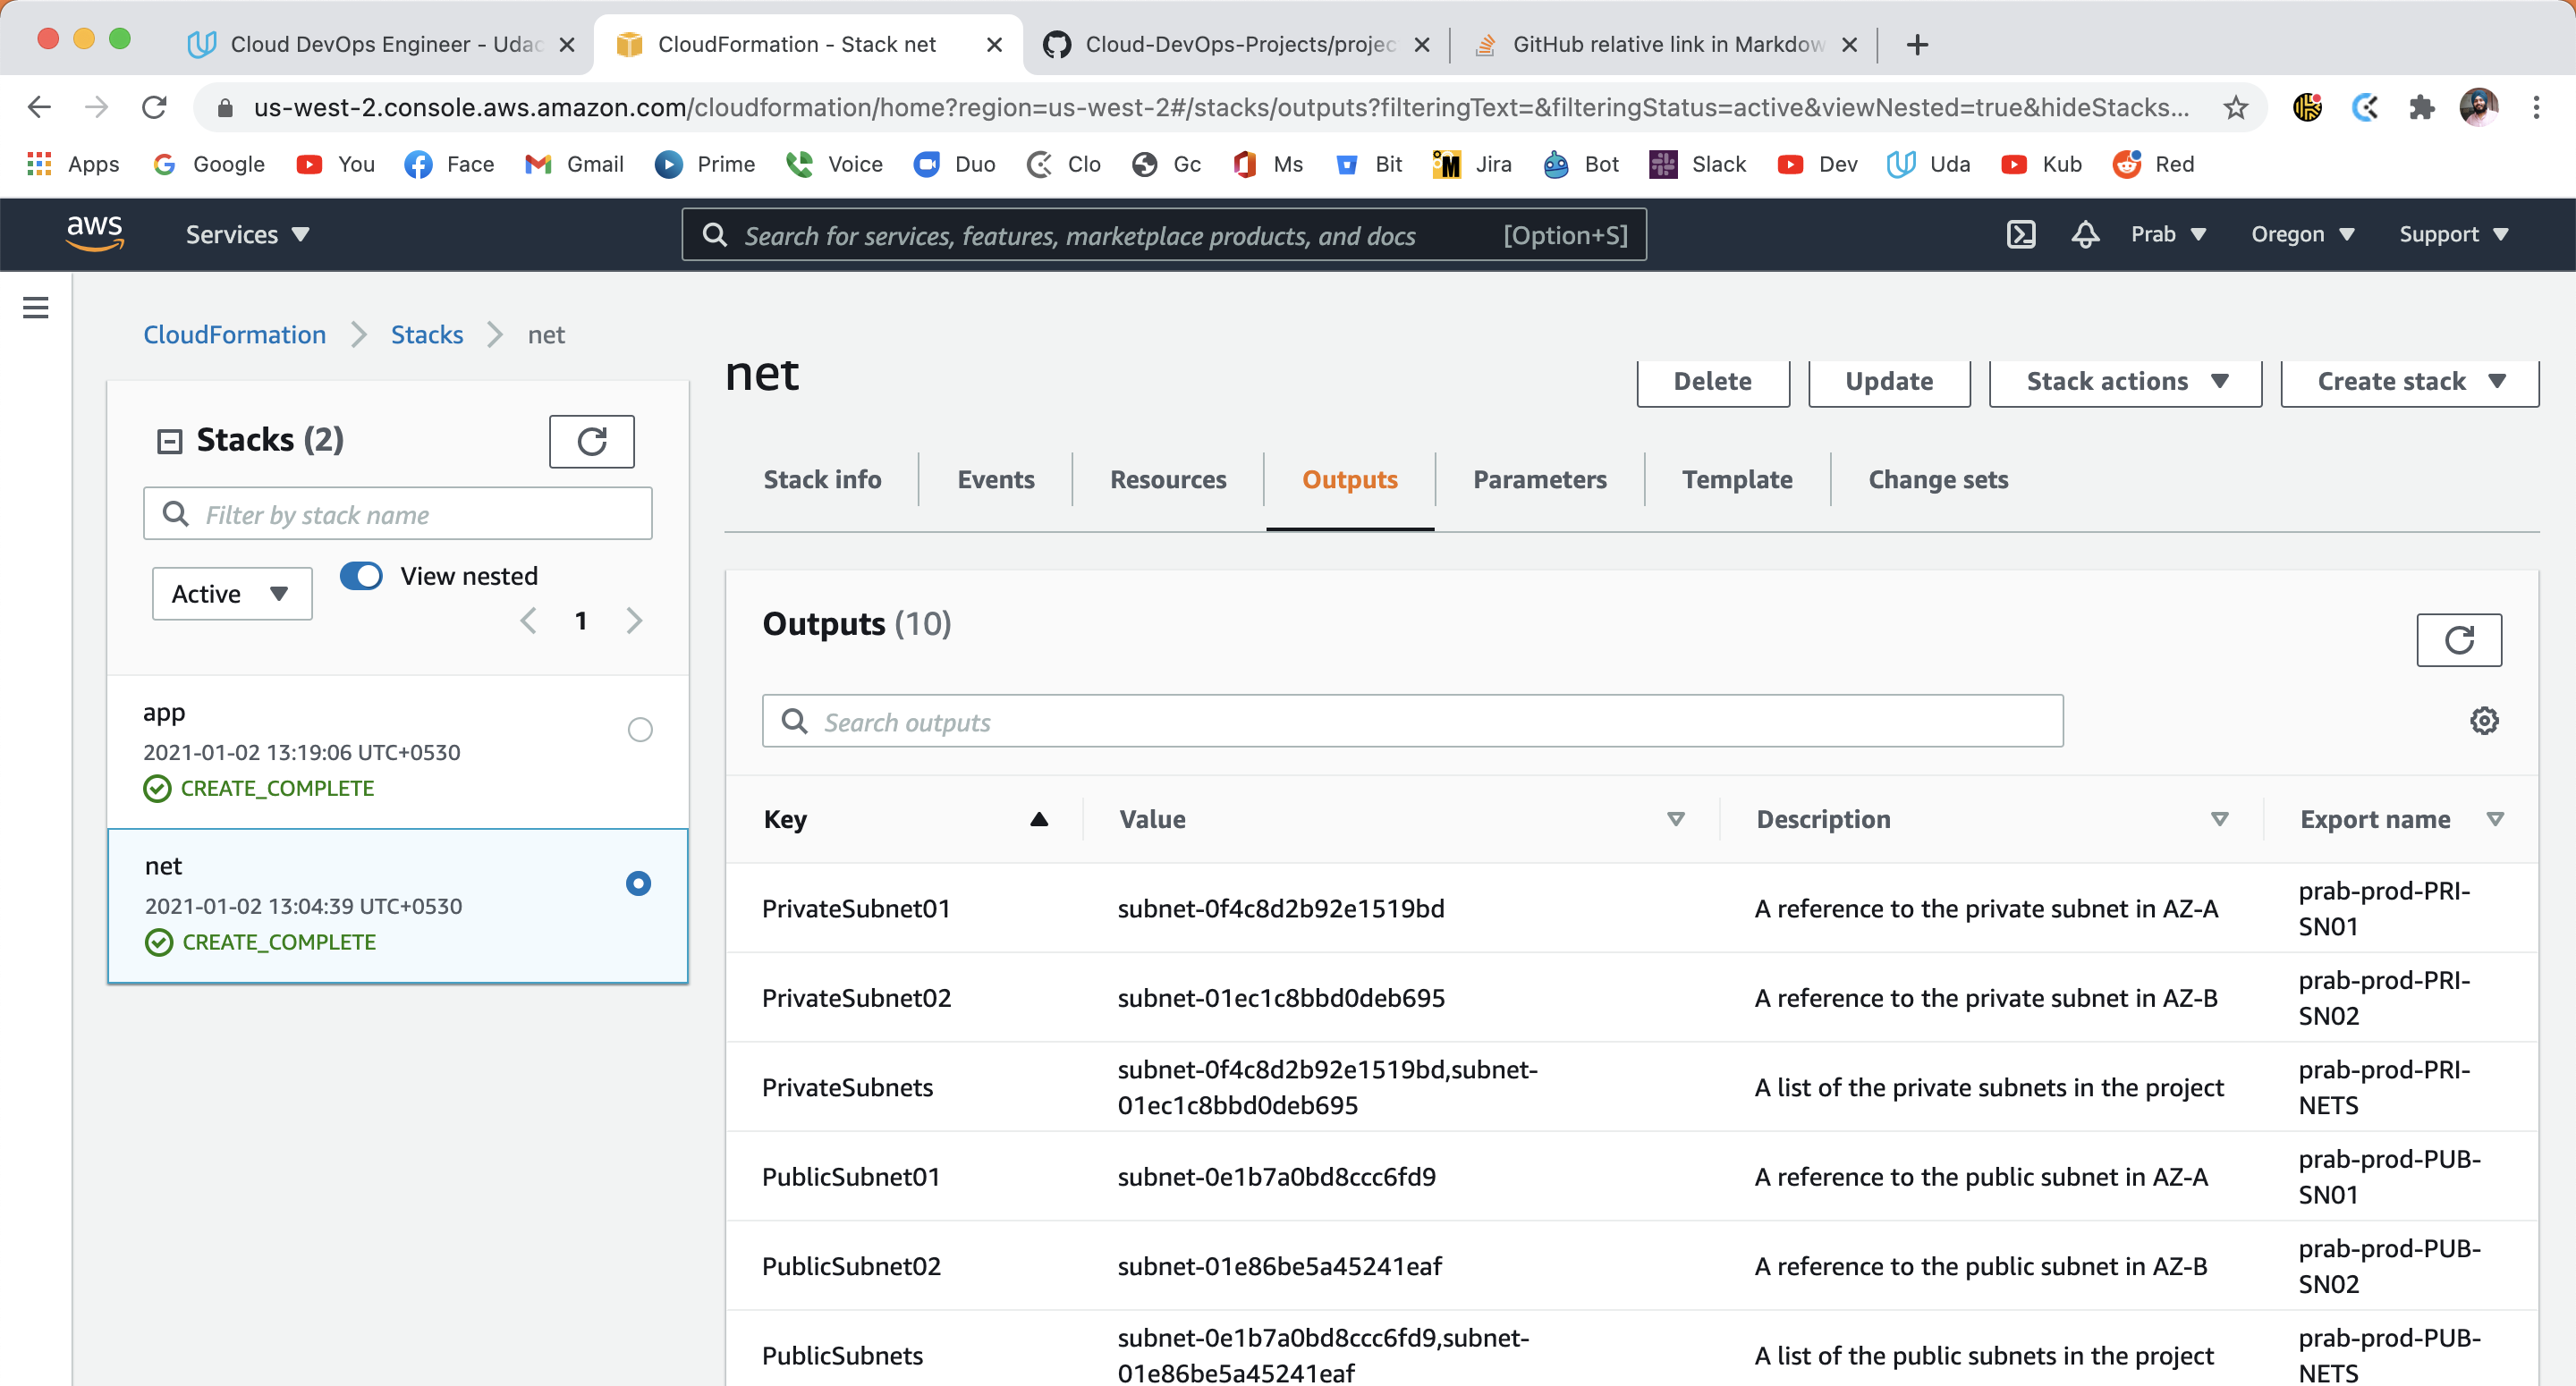 Cloud DevOps Engineer - Udac
CloudFormation - Stack net
Cloud-DevOps-Projects/projec
GitHub relative link in Markdow
us-west-2.console.aws.amazon.com/cloudformation/home?region=us-west-2#/stacks/outputs?filteringText=&filteringStatus=active&viewNested=true&hideStacks...
Apps Google You Face Gmail Prime Voice Duo Clo Gc Ms Bit Jira Bot Slack Dev Uda Kub Red
aws Services Search for services, features, marketplace products, and docs [Option+S] Prab Oregon Support
CloudFormation Stacks net
net
Delete Update Stack actions Create stack
Stacks (2)
Filter by stack name
Active View nested
1
app
2021-01-02 13:19:06 UTC+0530
CREATE_COMPLETE
net
2021-01-02 13:04:39 UTC+0530
CREATE_COMPLETE
Stack info Events Resources Outputs Parameters Template Change sets
Outputs (10)
Search outputs
Key Value Description Export name
PrivateSubnet01 subnet-0f4c8d2b92e1519bd A reference to the private subnet in AZ-A prab-prod-PRI-
SN01
PrivateSubnet02 subnet-01ec1c8bbd0deb695 A reference to the private subnet in AZ-B prab-prod-PRI-
SN02
PrivateSubnets subnet-0f4c8d2b92e1519bd,subnet- A list of the private subnets in the project prab-prod-PRI-
01ec1c8bbd0deb695 NETS
PublicSubnet01 subnet-0e1b7a0bd8ccc6fd9 A reference to the public subnet in AZ-A prab-prod-PUB-
SN01
PublicSubnet02 subnet-01e86be5a45241eaf A reference to the public subnet in AZ-B prab-prod-PUB-
SN02
PublicSubnets subnet-0e1b7a0bd8ccc6fd9,subnet- A list of the public subnets in the project prab-prod-PUB-
01e86be5a45241eaf NETS